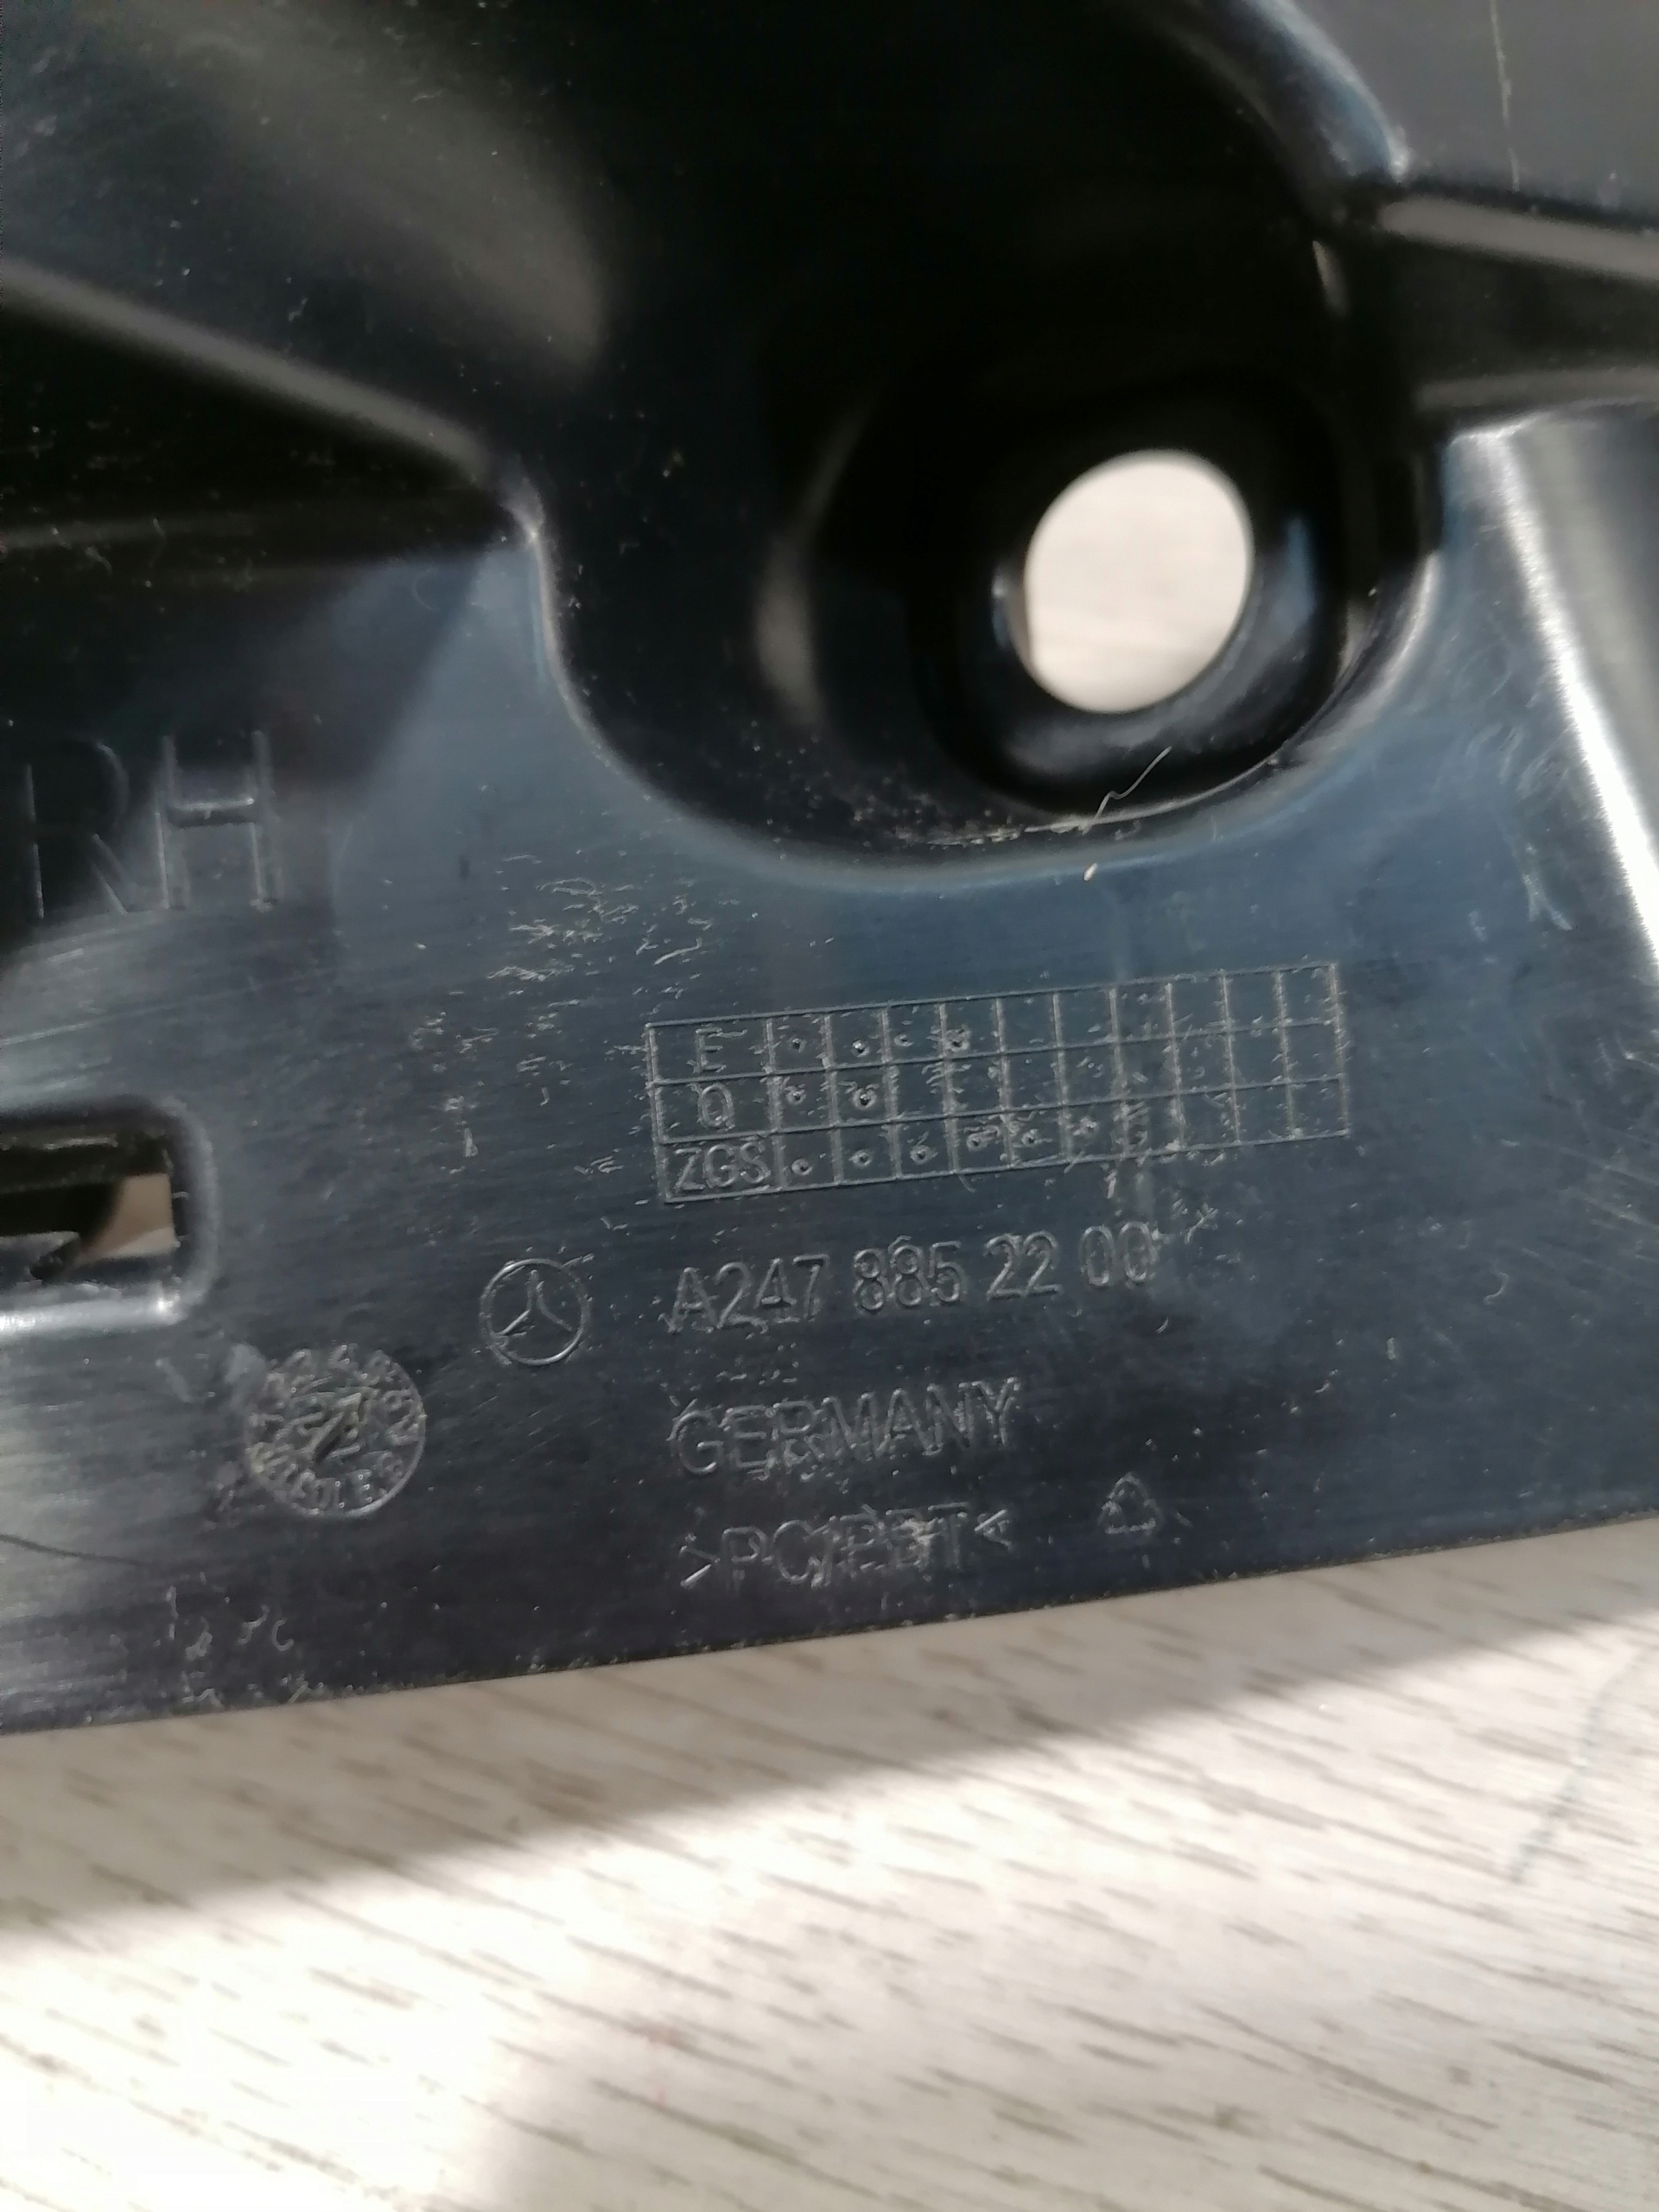 RH
E
Q
ZGS
A247 885 22 00
GERMANY
>PC/PBT<